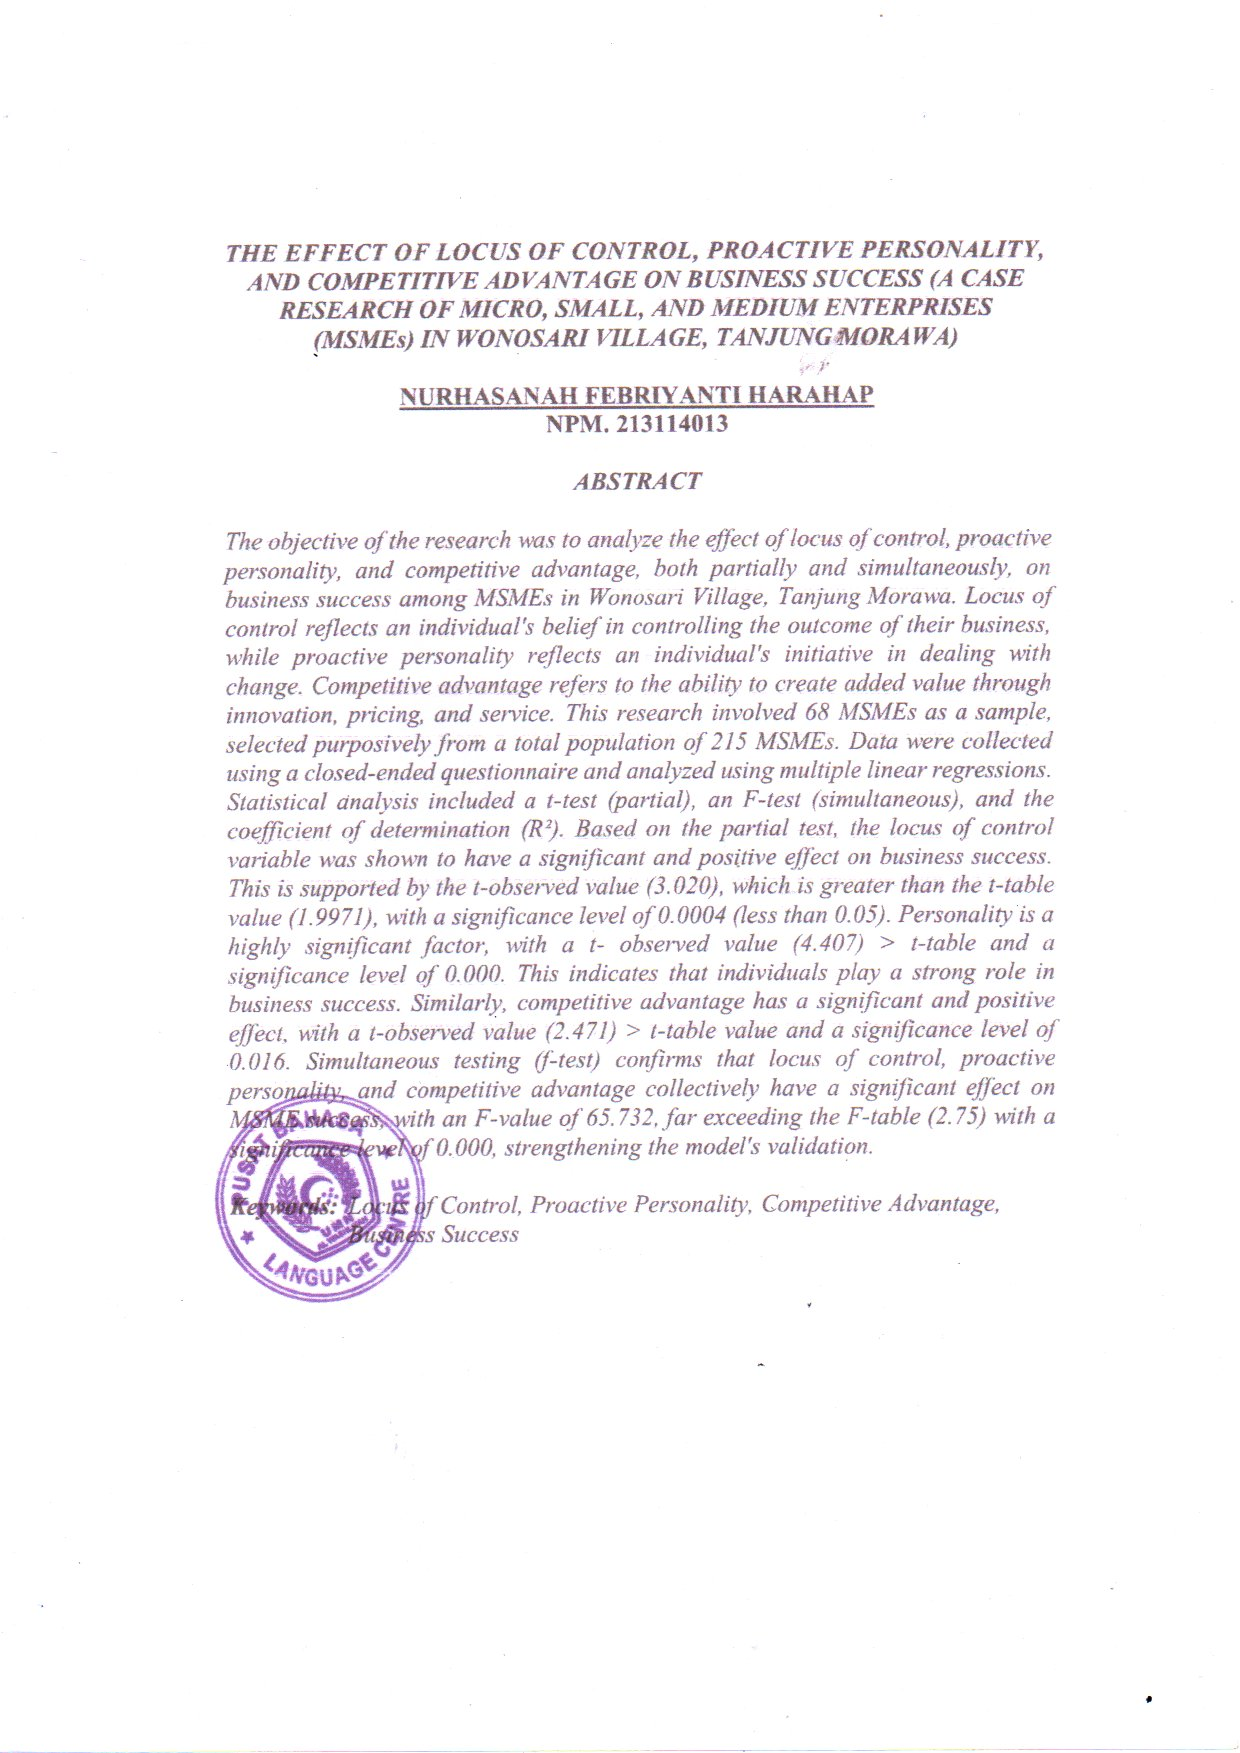 THE EFFECT OF LOCUS OF CONTROL, PROACTIVE PERSONALITY,
AND COMPETITIVE ADVANTAGE ON BUSINESS SUCCESS (A CASE
RESEARCH OF MICRO, SMALL, AND MEDIUM ENTERPRISES
(MSMEs) IN WONOSARI VILLAGE, TANJUNG MORAWA)
NURHASANAH FEBRIYANTI HARAHAP
NPM. 213114013
ABSTRACT
The objective of the research was to analyze the effect of locus of control, proactive
personality, and competitive advantage, both partially and simultaneously, on
business success among MSMEs in Wonosari Village, Tanjung Morawa. Locus of
control reflects an individual's belief in controlling the outcome of their business,
while proactive personality reflects an individual's initiative in dealing with
change. Competitive advantage refers to the ability to create added value through
innovation, pricing, and service. This research involved 68 MSMEs as a sample,
selected purposively from a total population of 215 MSMEs. Data were collected
using a closed-ended questionnaire and analyzed using multiple linear regressions.
Statistical analysis included a t-test (partial), an F-test (simultaneous), and the
coefficient of determination (R²). Based on the partial test, the locus of control
variable was shown to have a significant and positive effect on business success.
This is supported by the t-observed value (3.020), which is greater than the t-table
value (1.9971), with a significance level of 0.0004 (less than 0.05). Personality is a
highly significant factor, with a t- observed value (4.407) > t-table and a
significance level of 0.000. This indicates that individuals play a strong role in
business success. Similarly, competitive advantage has a significant and positive
effect, with a t-observed value (2.471) > t-table value and a significance level of
0.016. Simultaneous testing (f-test) confirms that locus of control, proactive
personality, and competitive advantage collectively have a significant effect on
MSME success, with an F-value of 65.732, far exceeding the F-table (2.75) with a
significance level of 0.000, strengthening the model's validation.
Keywords: Locus of Control, Proactive Personality, Competitive Advantage,
Business Success
PUSAT BAHASA
UMN
LANGUAGE CENTRE